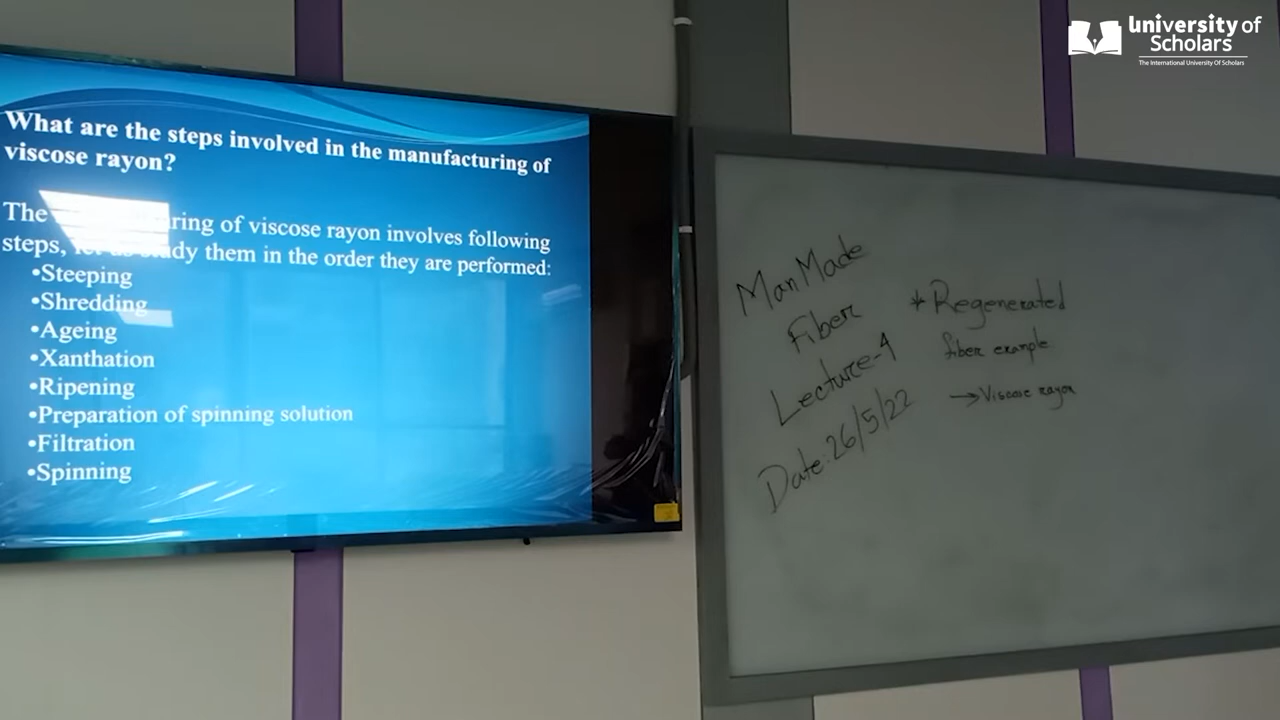 What are the steps involved in the manufacturing of
viscose rayon?
The ring of viscose rayon involves following
steps, let us study them in the order they are performed:
•Steeping
•Shredding
•Ageing
•Xanthation
•Ripening
•Preparation of spinning solution
•Filtration
•Spinning
Man Made
Fiber
Lecture-4
Date: 26/5/22
* Regenerated
fiber example
→ Viscose rayon
University of
Scholars
The International University Of Scholars